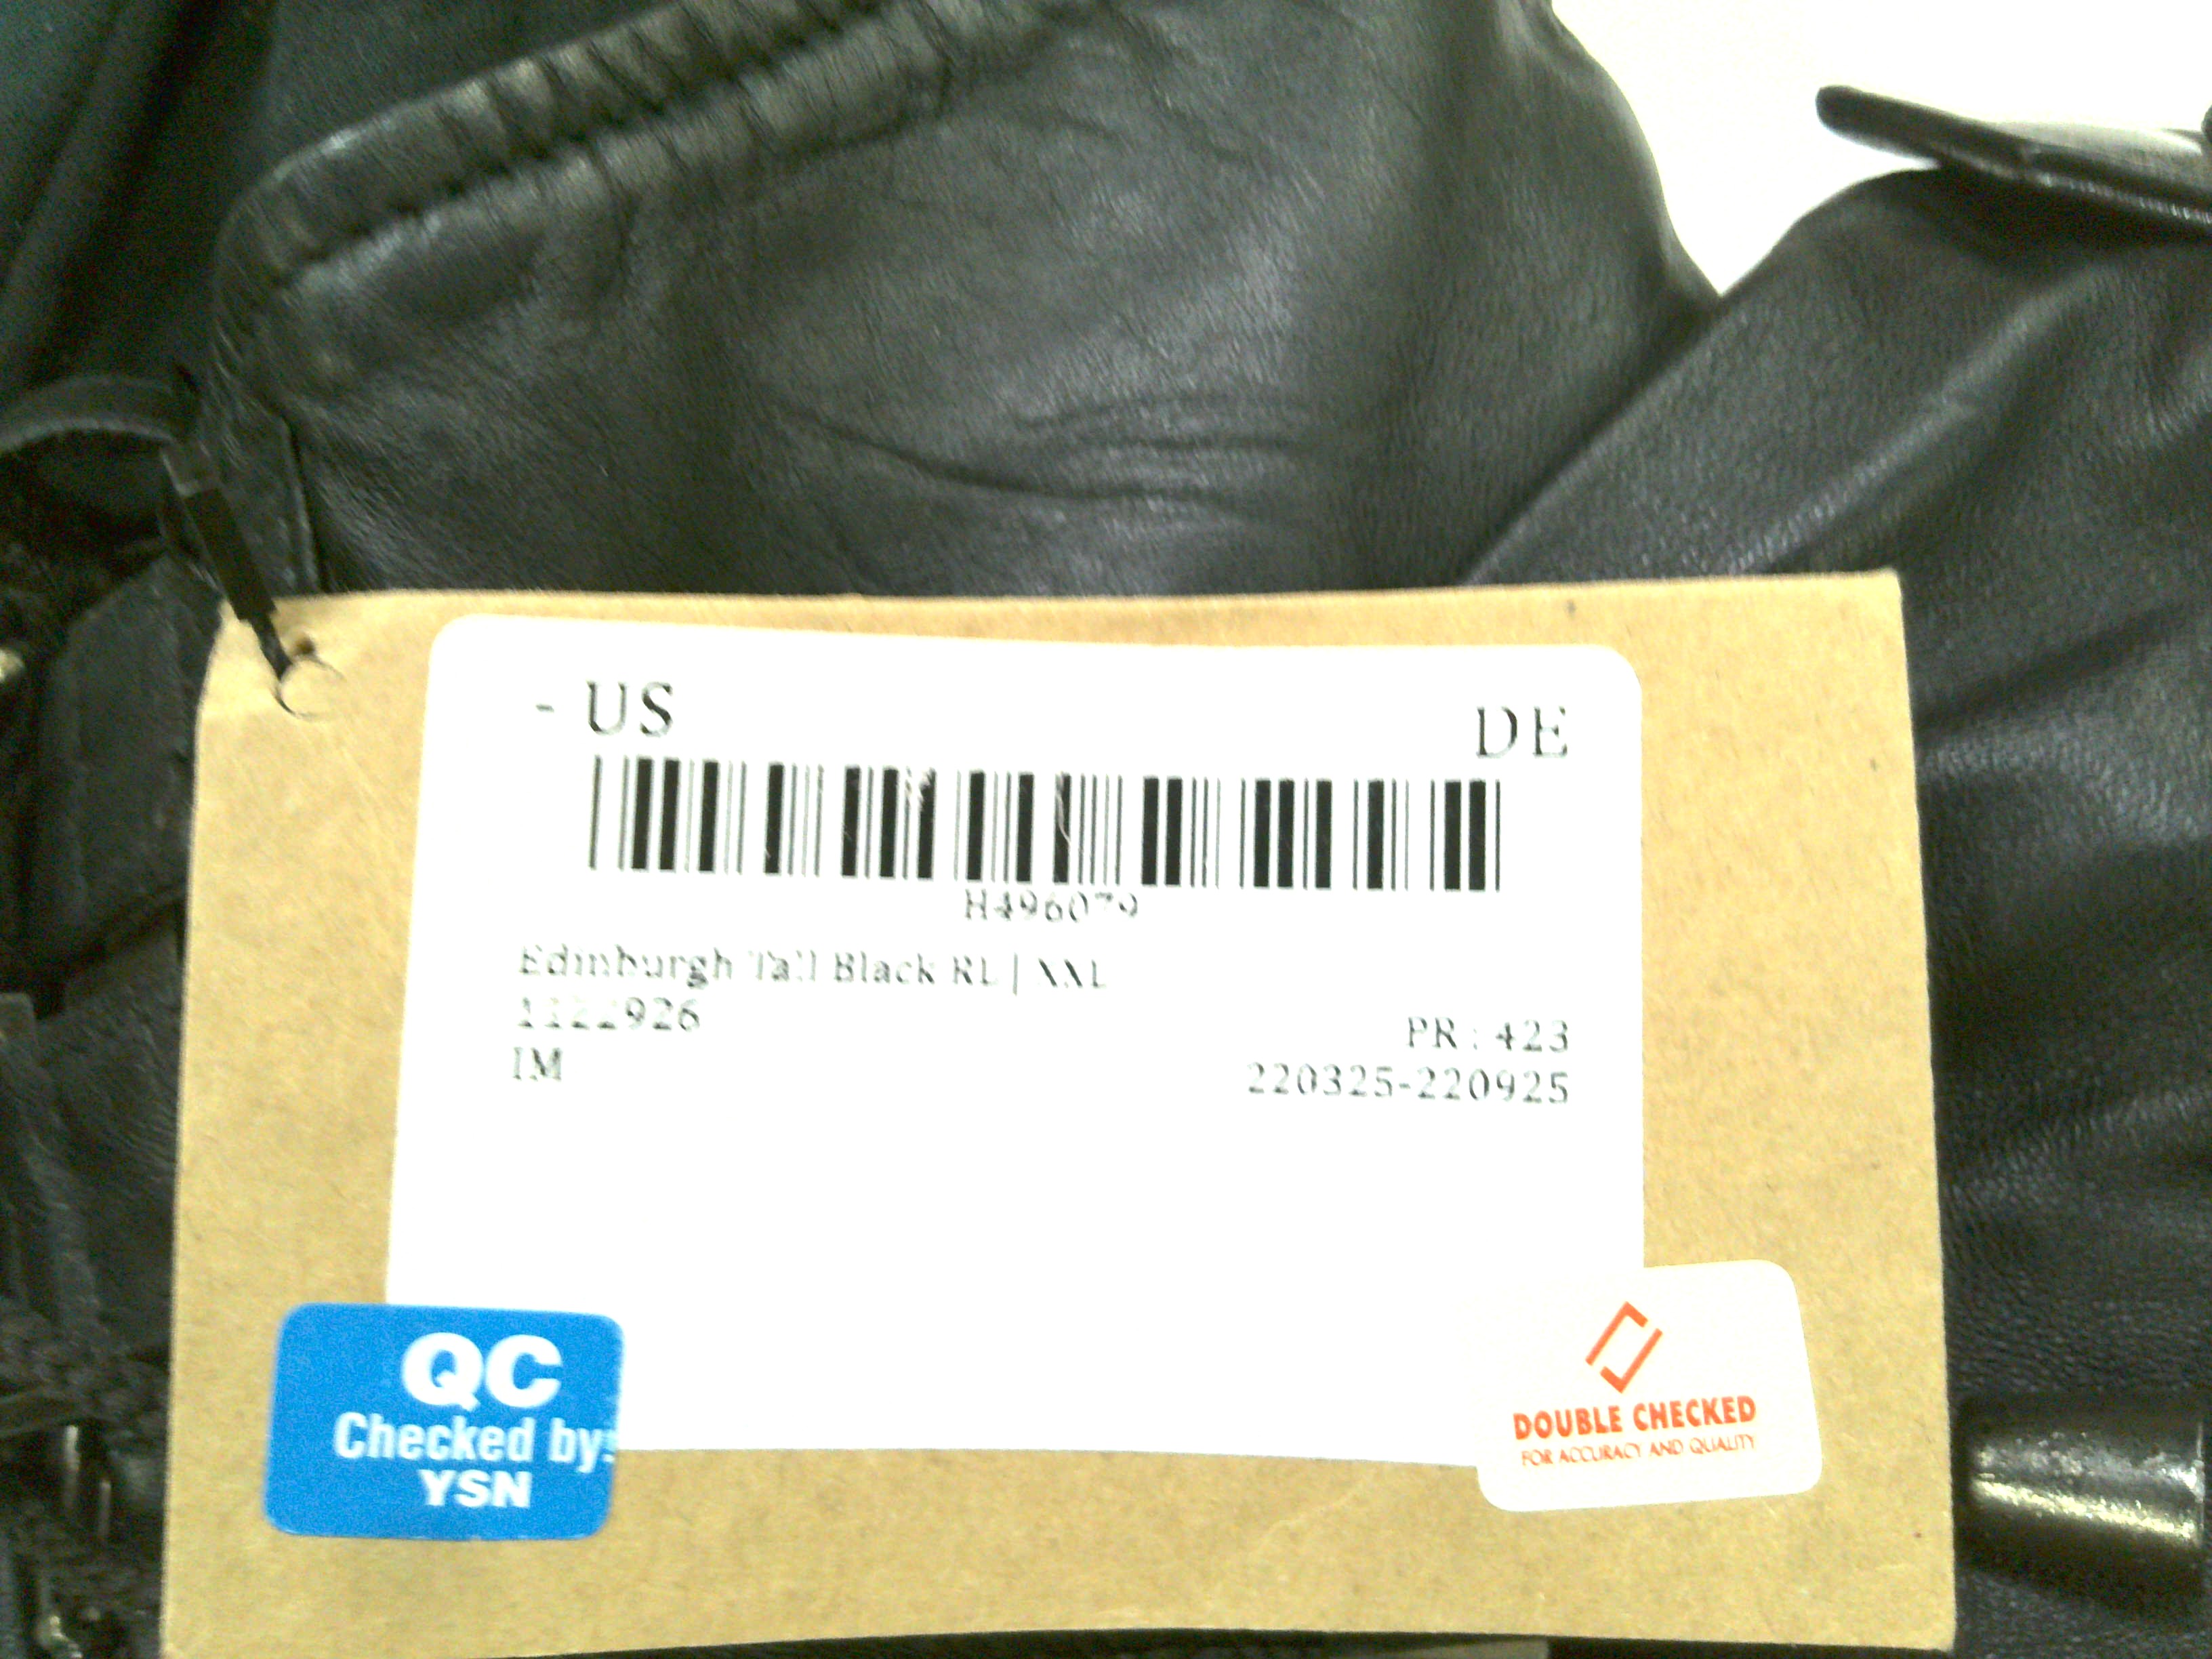 - US DE
H496079
Edinburgh Tall Black RL | XXL
PR : 423
IM
220325-220925
QC
Checked by:
YSN
DOUBLE CHECKED
FOR ACCURACY AND QUALITY